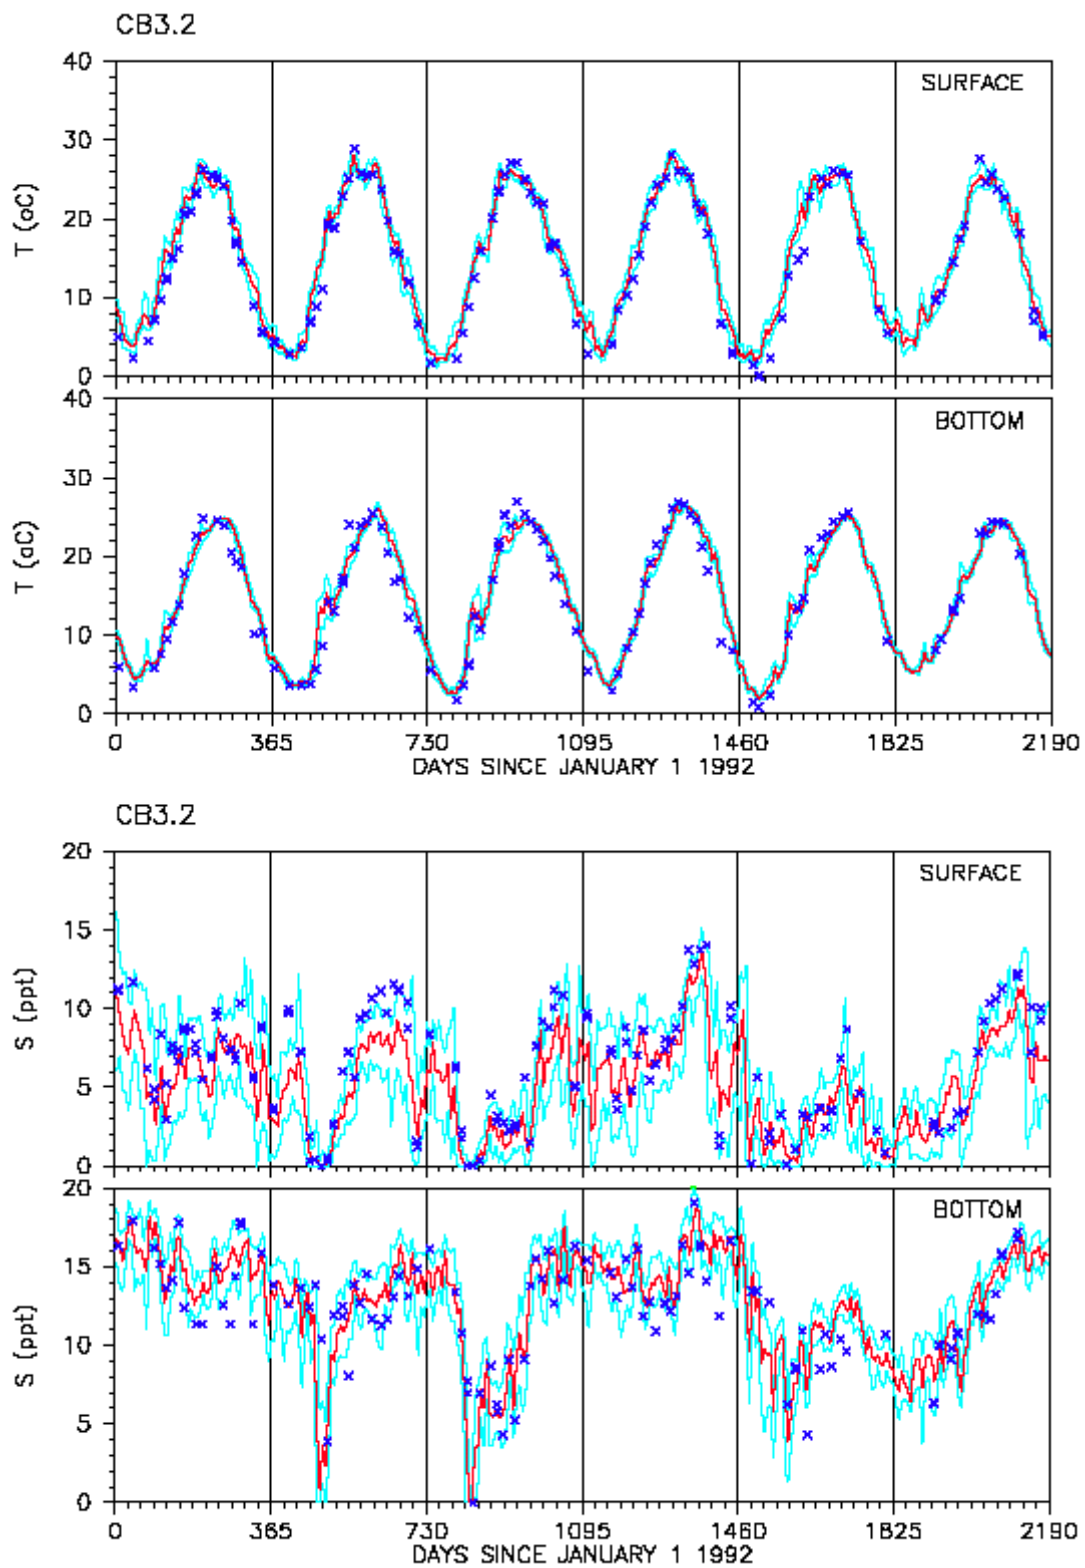 CB3.2
40
SURFACE
30
T (oC)
20
10
0
40
BOTTOM
30
T (oC)
20
10
0
0 365 730 1095 1460 1825 2190
DAYS SINCE JANUARY 1 1992
CB3.2
20
SURFACE
15
S (ppt)
10
5
0
20
BOTTOM
15
S (ppt)
10
5
0
0 365 730 1095 1460 1825 2190
DAYS SINCE JANUARY 1 1992